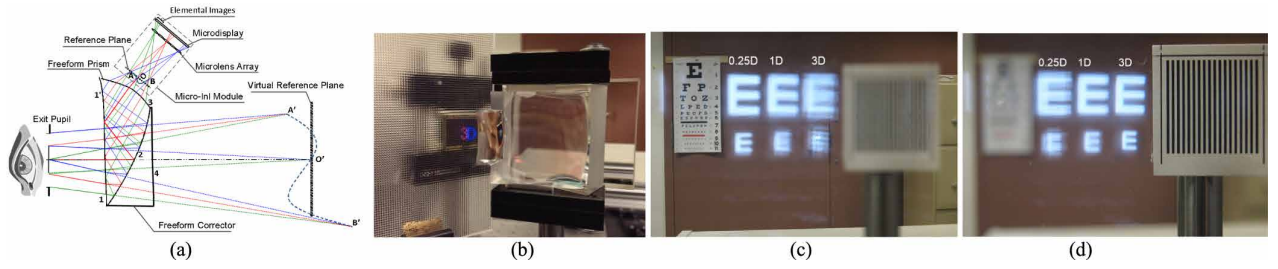 Elemental Images
Microdisplay
Reference Plane
Microlens Array
Freeform Prism
A O B
Micro-InI Module
Virtual Reference Plane
1'
3
A'
Exit Pupil
2
O'
4
1
B'
Freeform Corrector
(a)
3D
(b)
0.25D 1D 3D
E
F P
T O Z
L P E D
E E E
E E E
(c)
0.25D 1D 3D
E E E
E E E
(d)